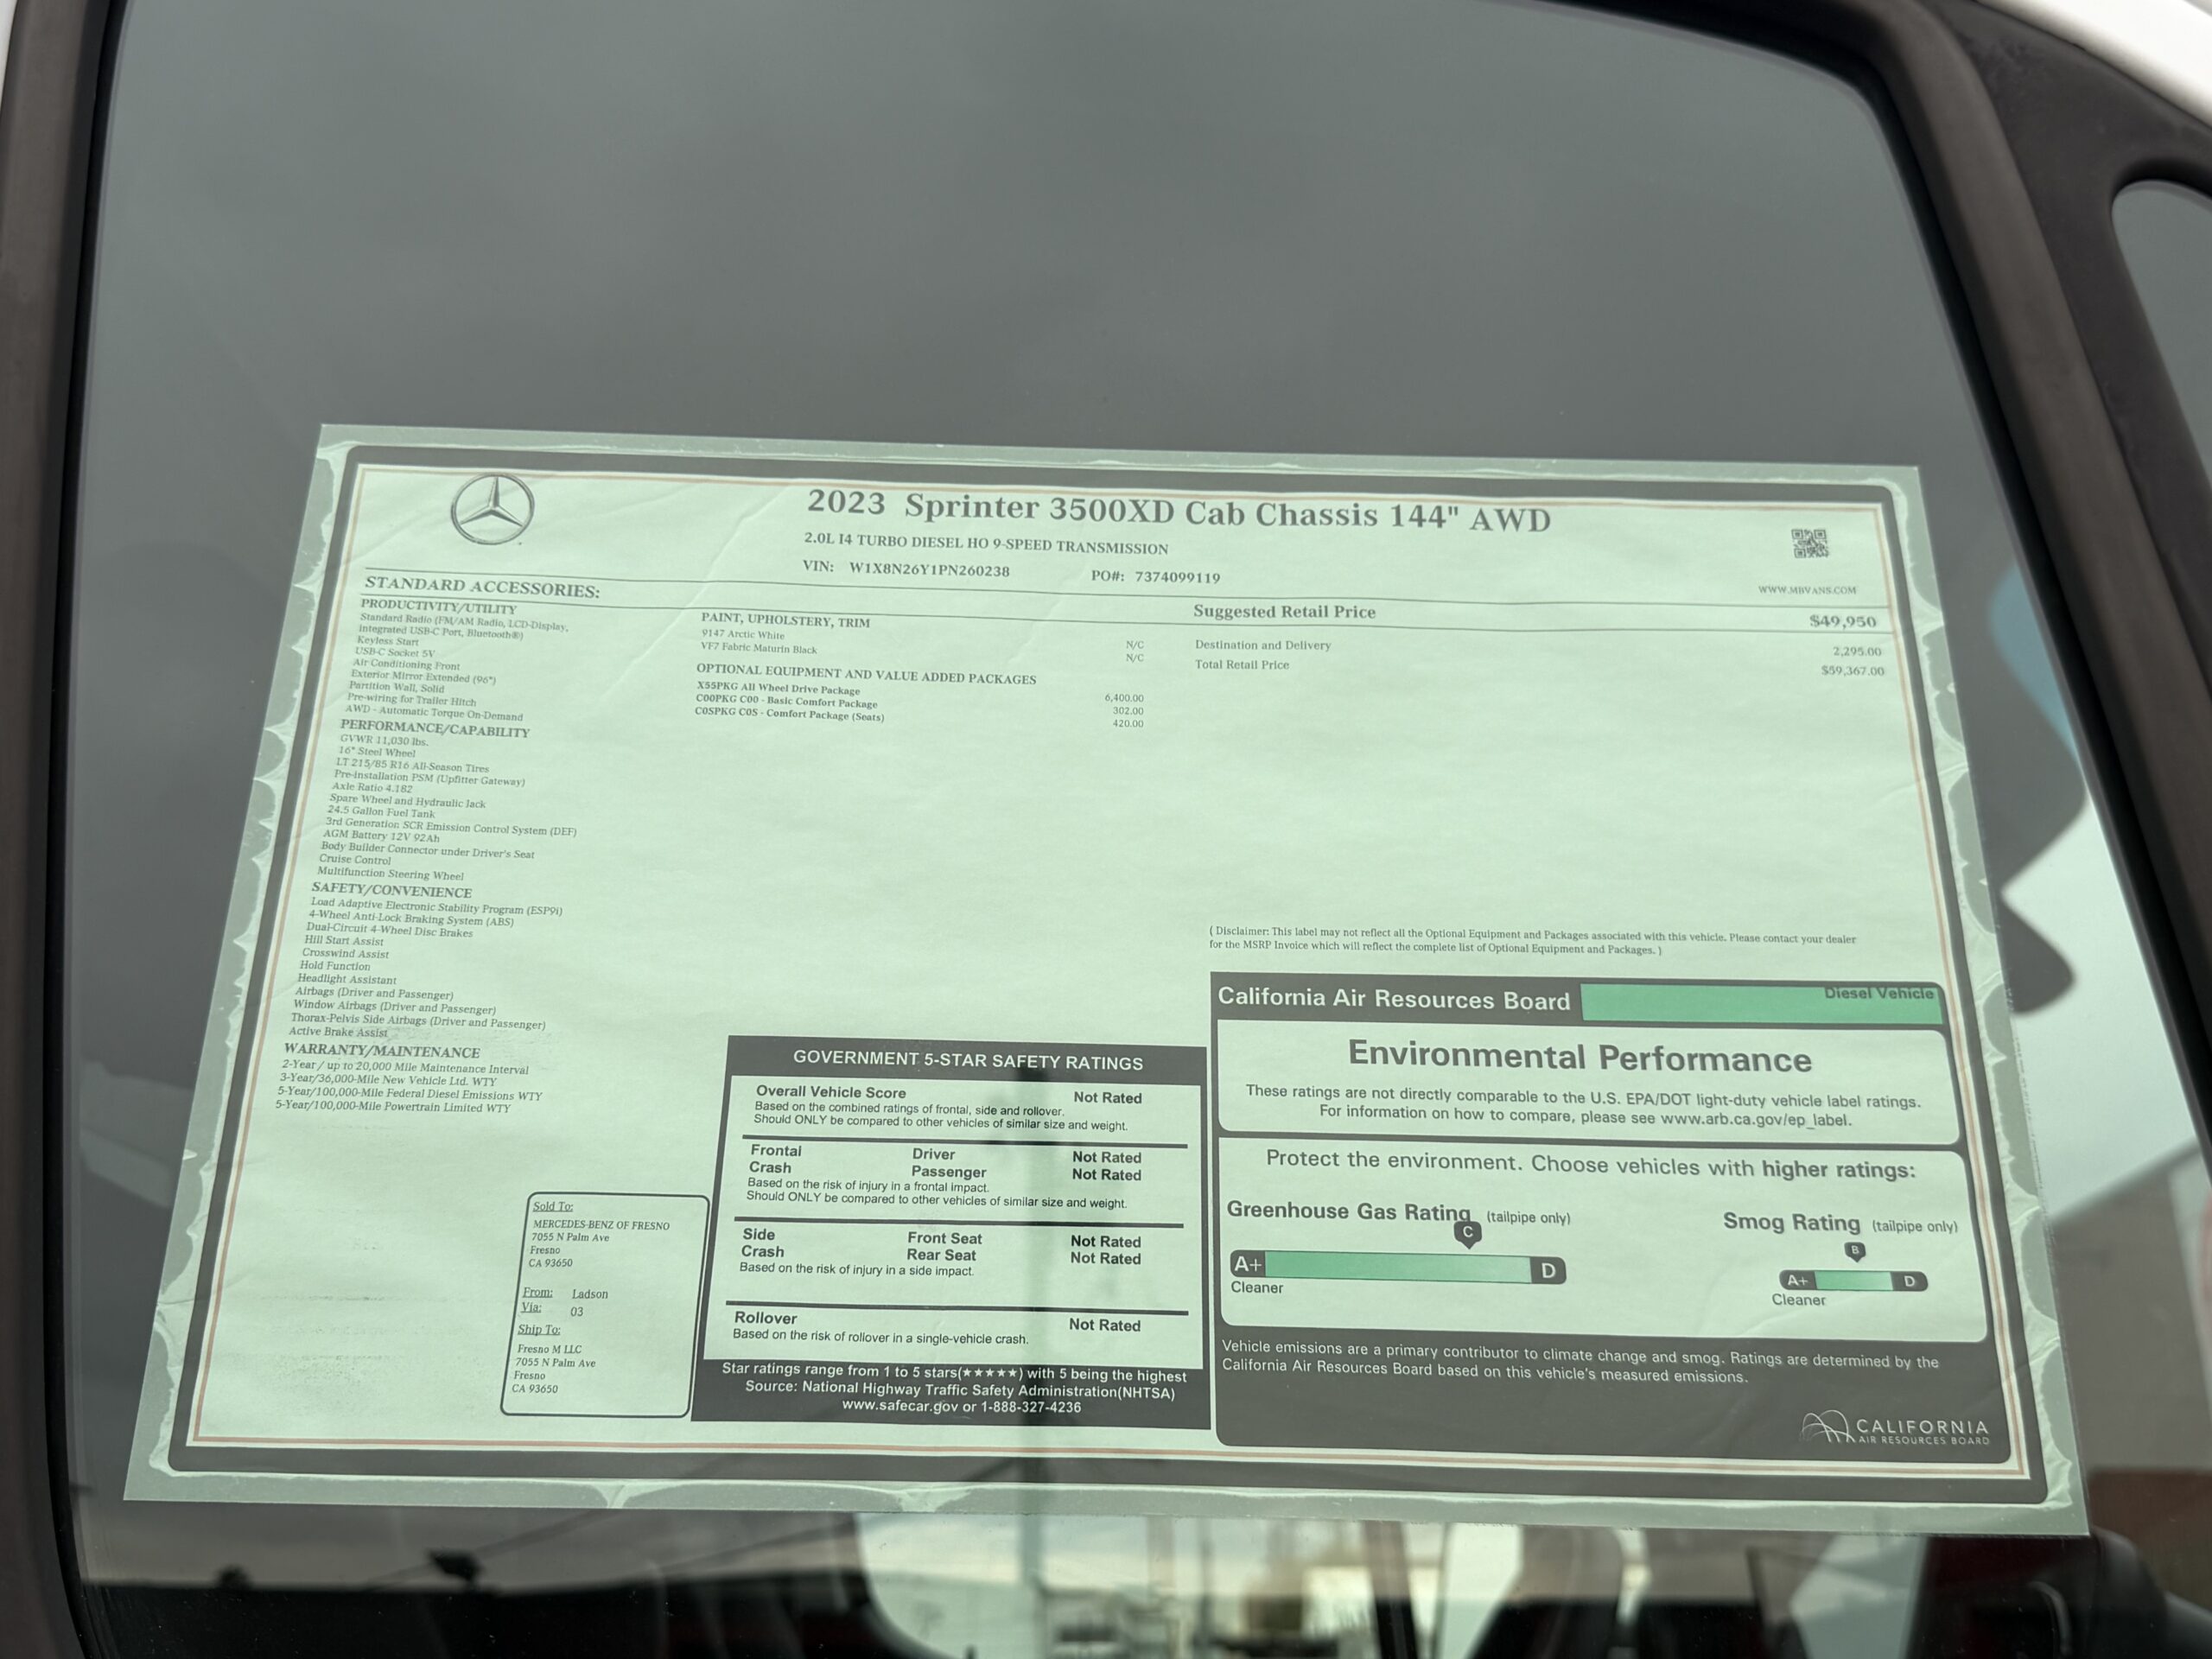 2023 Sprinter 3500XD Cab Chassis 144" AWD
2.0L I4 TURBO DIESEL HO 9-SPEED TRANSMISSION
VIN: W1X8N26Y1PN260238 PO#: 7374099119
WWW.MBVANS.COM
STANDARD ACCESSORIES:
PRODUCTIVITY/UTILITY
Standard Radio (FM/AM Radio, LCD-Display,
Integrated USB-C Port, Bluetooth®)
Keyless Start
USB-C Socket 5V
Air Conditioning Front
Exterior Mirror Extended (96")
Partition Wall, Solid
Pre-wiring for Trailer Hitch
AWD - Automatic Torque On-Demand
PERFORMANCE/CAPABILITY
GVWR 11,030 lbs.
16" Steel Wheel
LT 215/85 R16 All-Season Tires
Pre-installation PSM (Upfitter Gateway)
Axle Ratio 4.182
Spare Wheel and Hydraulic Jack
24.5 Gallon Fuel Tank
3rd Generation SCR Emission Control System (DEF)
AGM Battery 12V 92Ah
Body Builder Connector under Driver's Seat
Cruise Control
Multifunction Steering Wheel
SAFETY/CONVENIENCE
Load Adaptive Electronic Stability Program (ESP9i)
4-Wheel Anti-Lock Braking System (ABS)
Dual-Circuit 4-Wheel Disc Brakes
Hill Start Assist
Crosswind Assist
Hold Function
Headlight Assistant
Airbags (Driver and Passenger)
Window Airbags (Driver and Passenger)
Thorax-Pelvis Side Airbags (Driver and Passenger)
Active Brake Assist
WARRANTY/MAINTENANCE
2-Year / up to 20,000 Mile Maintenance Interval
3-Year/36,000-Mile New Vehicle Ltd. WTY
5-Year/100,000-Mile Federal Diesel Emissions WTY
5-Year/100,000-Mile Powertrain Limited WTY
PAINT, UPHOLSTERY, TRIM
9147 Arctic White N/C
VF7 Fabric Maturin Black N/C
OPTIONAL EQUIPMENT AND VALUE ADDED PACKAGES
X55PKG All Wheel Drive Package 6,400.00
C00PKG C00 - Basic Comfort Package 302.00
C0SPKG C0S - Comfort Package (Seats) 420.00
Suggested Retail Price $49,950
Destination and Delivery 2,295.00
Total Retail Price $59,367.00
( Disclaimer: This label may not reflect all the Optional Equipment and Packages associated with this vehicle. Please contact your dealer
for the MSRP Invoice which will reflect the complete list of Optional Equipment and Packages. )
Sold To:
MERCEDES-BENZ OF FRESNO
7055 N Palm Ave
Fresno
CA 93650
From: Ladson
Via: 03
Ship To:
Fresno M LLC
7055 N Palm Ave
Fresno
CA 93650
GOVERNMENT 5-STAR SAFETY RATINGS
Overall Vehicle Score Not Rated
Based on the combined ratings of frontal, side and rollover.
Should ONLY be compared to other vehicles of similar size and weight.
Frontal Driver Not Rated
Crash Passenger Not Rated
Based on the risk of injury in a frontal impact.
Should ONLY be compared to other vehicles of similar size and weight.
Side Front Seat Not Rated
Crash Rear Seat Not Rated
Based on the risk of injury in a side impact.
Rollover Not Rated
Based on the risk of rollover in a single-vehicle crash.
Star ratings range from 1 to 5 stars(★★★★★) with 5 being the highest
Source: National Highway Traffic Safety Administration(NHTSA)
www.safecar.gov or 1-888-327-4236
California Air Resources Board Diesel Vehicle
Environmental Performance
These ratings are not directly comparable to the U.S. EPA/DOT light-duty vehicle label ratings.
For information on how to compare, please see www.arb.ca.gov/ep_label.
Protect the environment. Choose vehicles with higher ratings:
Greenhouse Gas Rating (tailpipe only)
C
A+ D
Cleaner
Smog Rating (tailpipe only)
B
A+ D
Cleaner
Vehicle emissions are a primary contributor to climate change and smog. Ratings are determined by the
California Air Resources Board based on this vehicle's measured emissions.
CALIFORNIA
AIR RESOURCES BOARD